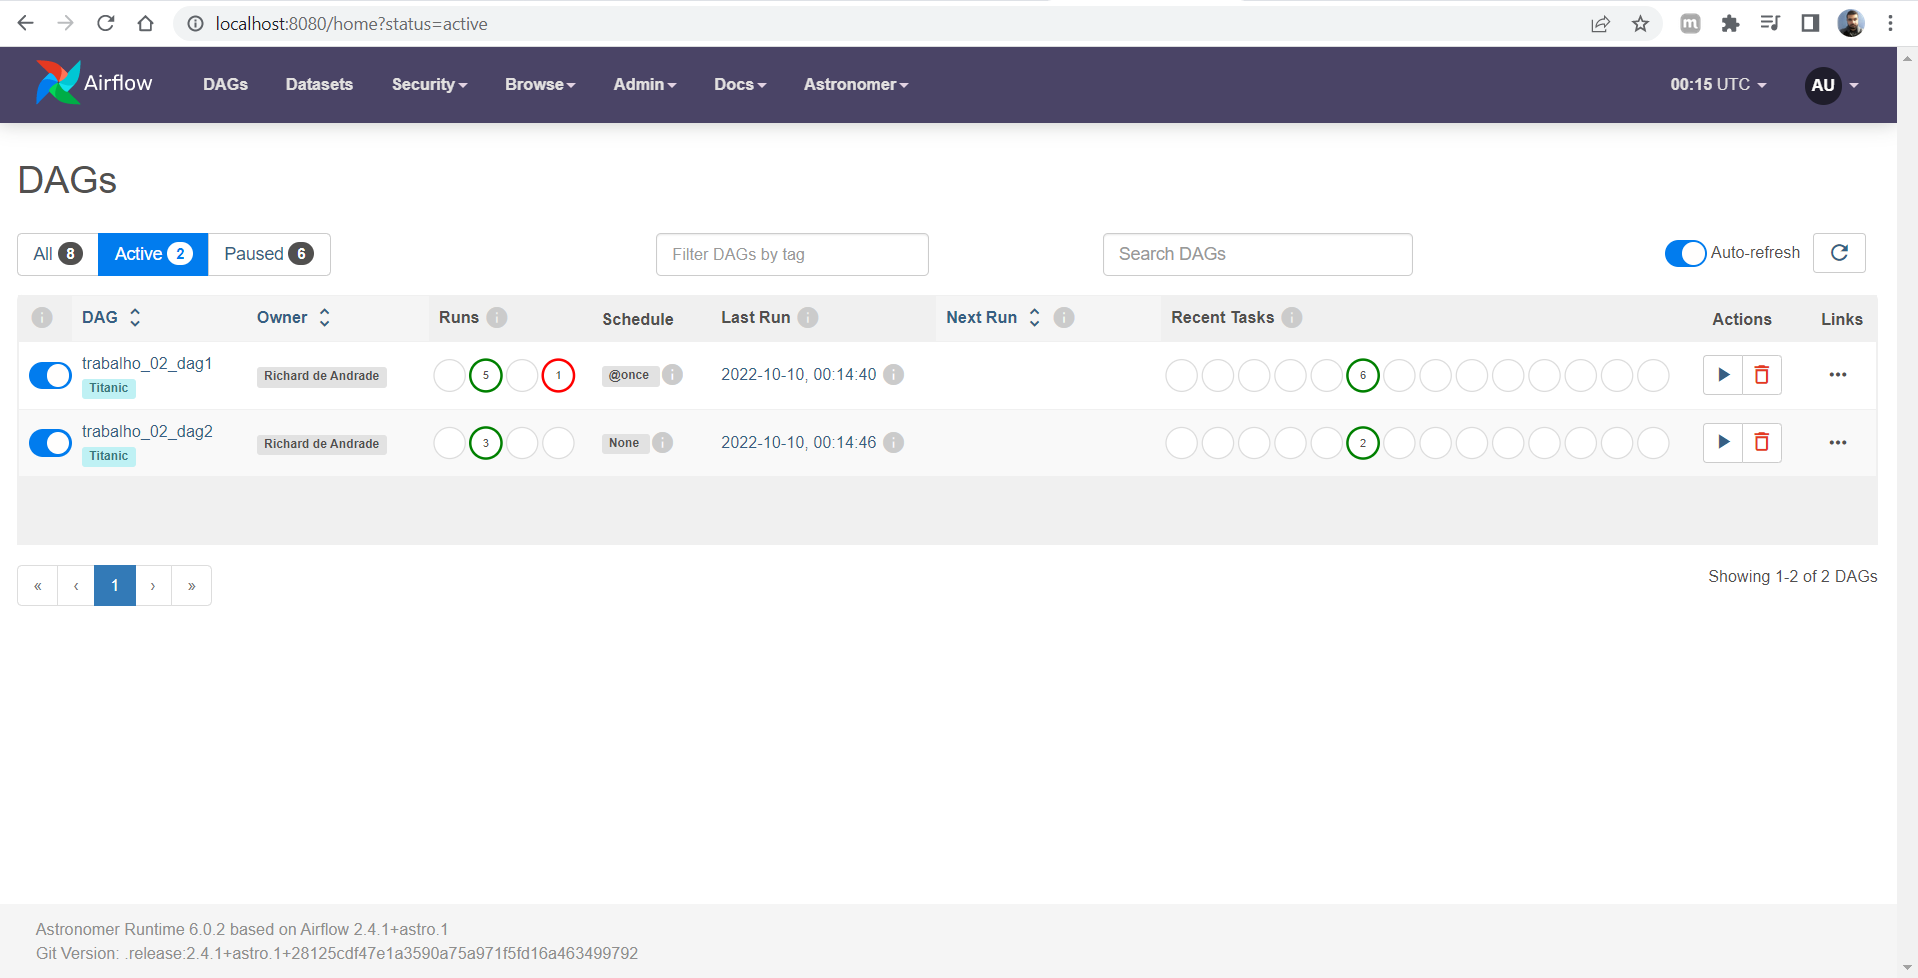 localhost:8080/home?status=active
m
Airflow DAGs Datasets Security Browse Admin Docs Astronomer 00:15 UTC AU
DAGs
All 8 Active 2 Paused 6 Filter DAGs by tag Search DAGs Auto-refresh
i DAG Owner Runs i Schedule Last Run i Next Run i Recent Tasks i Actions Links
trabalho_02_dag1
Titanic
Richard de Andrade 5 1 @once i 2022-10-10, 00:14:40 i 6 •••
trabalho_02_dag2
Titanic
Richard de Andrade 3 None i 2022-10-10, 00:14:46 i 2 •••
« ‹ 1 › »
Showing 1-2 of 2 DAGs
Astronomer Runtime 6.0.2 based on Airflow 2.4.1+astro.1
Git Version: .release:2.4.1+astro.1+28125cdf47e1a3590a75a971f5fd16a463499792